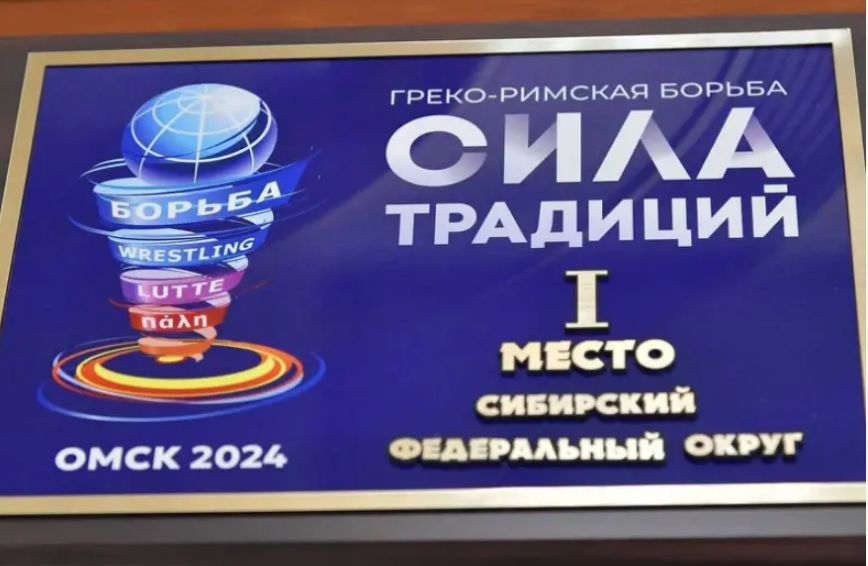 БОРЬБА
WRESTLING
LUTTE
πάλη
ОМСК 2024
ГРЕКО-РИМСКАЯ БОРЬБА
СИЛА
ТРАДИЦИЙ
I
МЕСТО
СИБИРСКИЙ
ФЕДЕРАЛЬНЫЙ ОКРУГ